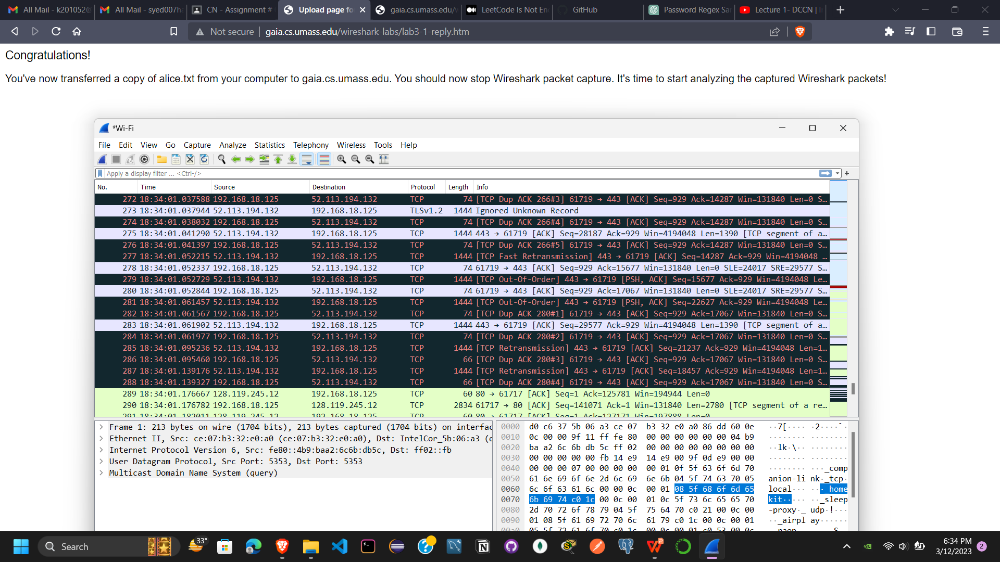 All Mail - k201052@
All Mail - syed007h
CN - Assignment #
Upload page fo
gaia.cs.umass.edu/w
LeetCode Is Not En
GitHub
Password Regex Sa
Lecture 1- DCCN | I
Not secure | gaia.cs.umass.edu/wireshark-labs/lab3-1-reply.htm
Congratulations!
You've now transferred a copy of alice.txt from your computer to gaia.cs.umass.edu. You should now stop Wireshark packet capture. It's time to start analyzing the captured Wireshark packets!
*Wi-Fi
File Edit View Go Capture Analyze Statistics Telephony Wireless Tools Help
Apply a display filter ... <Ctrl-/>
No. Time Source Destination Protocol Length Info
272 18:34:01.037588 192.168.18.125 52.113.194.132 TCP 74 [TCP Dup ACK 266#3] 61719 → 443 [ACK] Seq=929 Ack=14287 Win=131840 Len=0 S…
273 18:34:01.037944 52.113.194.132 192.168.18.125 TLSv1.2 1444 Ignored Unknown Record
274 18:34:01.038032 192.168.18.125 52.113.194.132 TCP 74 [TCP Dup ACK 266#4] 61719 → 443 [ACK] Seq=929 Ack=14287 Win=131840 Len=0 S…
275 18:34:01.041290 52.113.194.132 192.168.18.125 TCP 1444 443 → 61719 [ACK] Seq=28187 Ack=929 Win=4194048 Len=1390 [TCP segment of a…
276 18:34:01.041397 192.168.18.125 52.113.194.132 TCP 74 [TCP Dup ACK 266#5] 61719 → 443 [ACK] Seq=929 Ack=14287 Win=131840 Len=0 S…
277 18:34:01.052215 52.113.194.132 192.168.18.125 TCP 1444 [TCP Fast Retransmission] 443 → 61719 [ACK] Seq=14287 Ack=929 Win=4194048 …
278 18:34:01.052337 192.168.18.125 52.113.194.132 TCP 74 61719 → 443 [ACK] Seq=929 Ack=15677 Win=131840 Len=0 SLE=24017 SRE=29577 S…
279 18:34:01.052729 52.113.194.132 192.168.18.125 TCP 1444 [TCP Out-Of-Order] 443 → 61719 [PSH, ACK] Seq=15677 Ack=929 Win=4194048 Le…
280 18:34:01.052844 192.168.18.125 52.113.194.132 TCP 74 61719 → 443 [ACK] Seq=929 Ack=17067 Win=131840 Len=0 SLE=24017 SRE=29577 S…
281 18:34:01.061457 52.113.194.132 192.168.18.125 TCP 1444 [TCP Out-Of-Order] 443 → 61719 [PSH, ACK] Seq=22627 Ack=929 Win=4194048 Le…
282 18:34:01.061567 192.168.18.125 52.113.194.132 TCP 74 [TCP Dup ACK 280#1] 61719 → 443 [ACK] Seq=929 Ack=17067 Win=131840 Len=0 S…
283 18:34:01.061902 52.113.194.132 192.168.18.125 TCP 1444 443 → 61719 [ACK] Seq=29577 Ack=929 Win=4194048 Len=1390 [TCP segment of a…
284 18:34:01.061977 192.168.18.125 52.113.194.132 TCP 74 [TCP Dup ACK 280#2] 61719 → 443 [ACK] Seq=929 Ack=17067 Win=131840 Len=0 S…
285 18:34:01.095236 52.113.194.132 192.168.18.125 TCP 1444 [TCP Retransmission] 443 → 61719 [ACK] Seq=21237 Ack=929 Win=4194048 Len=1…
286 18:34:01.095460 192.168.18.125 52.113.194.132 TCP 66 [TCP Dup ACK 280#3] 61719 → 443 [ACK] Seq=929 Ack=17067 Win=131840 Len=0 S…
287 18:34:01.139176 52.113.194.132 192.168.18.125 TCP 1444 [TCP Retransmission] 443 → 61719 [ACK] Seq=18457 Ack=929 Win=4194048 Len=1…
288 18:34:01.139327 192.168.18.125 52.113.194.132 TCP 66 [TCP Dup ACK 280#4] 61719 → 443 [ACK] Seq=929 Ack=17067 Win=131840 Len=0 S…
289 18:34:01.176667 128.119.245.12 192.168.18.125 TCP 60 80 → 61717 [ACK] Seq=1 Ack=125781 Win=194944 Len=0
290 18:34:01.176782 192.168.18.125 128.119.245.12 TCP 2834 61717 → 80 [ACK] Seq=141071 Ack=1 Win=131840 Len=2780 [TCP segment of a re…
291 18:34:01.182011 128.119.245.12 192.168.18.125 TCP 60 80 → 61717 [ACK] Seq=1 Ack=127171 Win=197888 Len=0
Frame 1: 213 bytes on wire (1704 bits), 213 bytes captured (1704 bits) on interfac
Ethernet II, Src: ce:07:b3:32:e0:a0 (ce:07:b3:32:e0:a0), Dst: IntelCor_5b:06:a3 (d
Internet Protocol Version 6, Src: fe80::4b9:baa2:6c6b:db5c, Dst: ff02::fb
User Datagram Protocol, Src Port: 5353, Dst Port: 5353
Multicast Domain Name System (query)
0000 d0 c6 37 5b 06 a3 ce 07 b3 32 e0 a0 86 dd 60 0e ··7[···· ·2····`·
0010 0c 00 00 9f 11 ff fe 80 00 00 00 00 00 00 04 b9 ········ ········
0020 ba a2 6c 6b db 5c ff 02 00 00 00 00 00 00 00 00 ··lk·\·· ········
0030 00 00 00 00 00 fb 14 e9 14 e9 00 9f 0d e9 00 00 ········ ········
0040 00 00 00 07 00 00 00 00 00 01 0f 5f 63 6f 6d 70 ········ ···_comp
0050 61 6e 69 6f 6e 2d 6c 69 6e 6b 04 5f 74 63 70 05 anion-li nk·_tcp·
0060 6c 6f 63 61 6c 00 00 0c 00 01 08 5f 68 6f 6d 65 local··· ···_home
0070 6b 69 74 c0 1c 00 0c 00 01 0c 5f 73 6c 65 65 70 kit····· ··_sleep
0080 2d 70 72 6f 78 79 04 5f 75 64 70 c0 21 00 0c 00 -proxy·_ udp·!···
0090 01 08 5f 61 69 72 70 6c 61 79 c0 1c 00 0c 00 01 ··_airpl ay······
00a0 05 5f 72 61 6f 70 c0 1c 00 0c 00 01 c0 53 00 0c ·_raop·· ·····S··
Search
33°
6:34 PM
3/12/2023
2